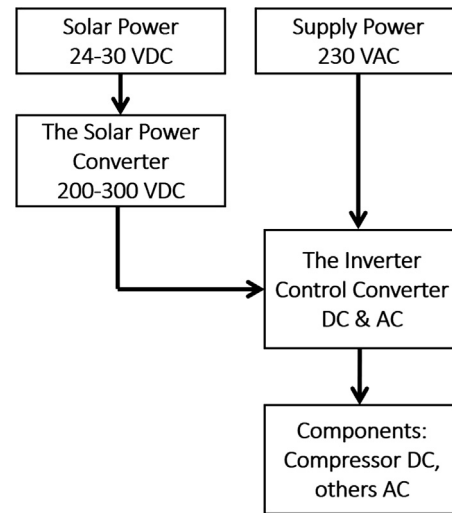 Solar Power
24-30 VDC
Supply Power
230 VAC
The Solar Power
Converter
200-300 VDC
The Inverter
Control Converter
DC & AC
Components:
Compressor DC,
others AC